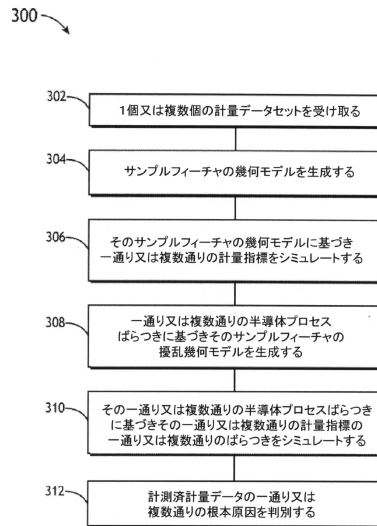 300
302
1個又は複数個の計量データセットを受け取る
304
サンプルフィーチャの幾何モデルを生成する
306
そのサンプルフィーチャの幾何モデルに基づき
一通り又は複数通りの計量指標をシミュレートする
308
一通り又は複数通りの半導体プロセス
ばらつきに基づきそのサンプルフィーチャの
擾乱幾何モデルを生成する
310
その一通り又は複数通りの半導体プロセスばらつき
に基づきその一通り又は複数通りの計量指標の
一通り又は複数通りのばらつきをシミュレートする
312
計測済計量データの一通り又は
複数通りの根本原因を判別する